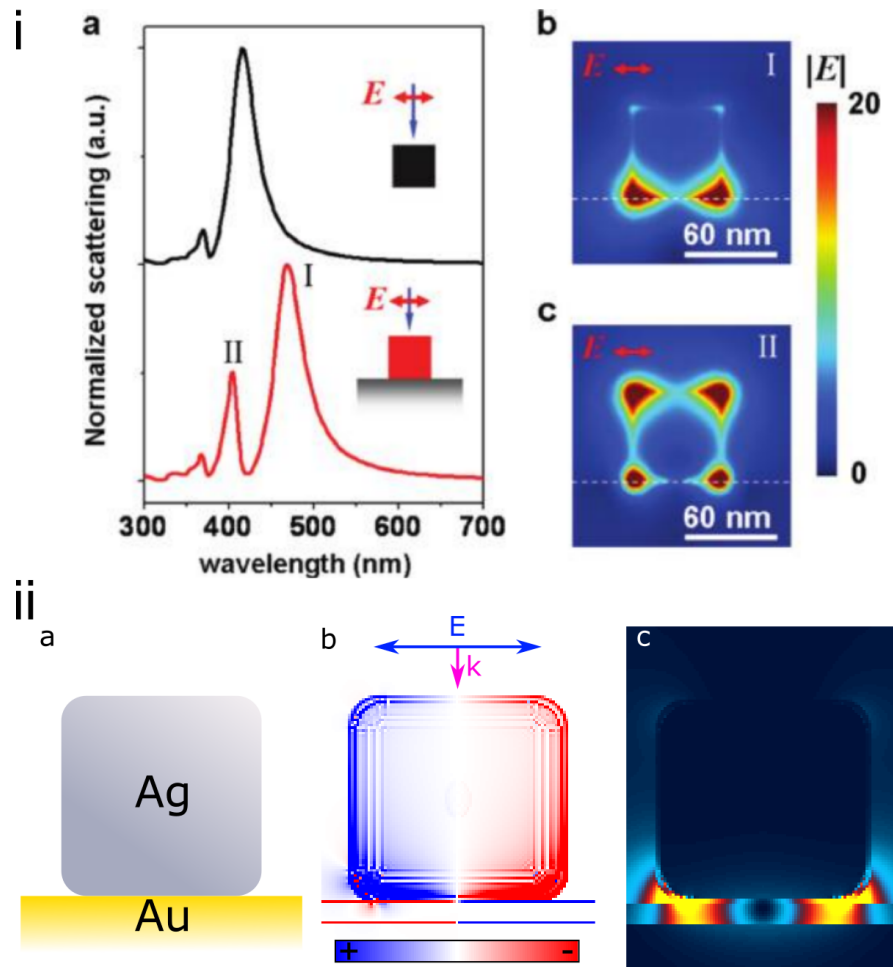 i
a
Normalized scattering (a.u.)
E
I
II
E
300 400 500 600 700
wavelength (nm)
b
E
I
60 nm
c
E
II
60 nm
|E|
20
0
ii
a
Ag
Au
b
E
k
+ -
c